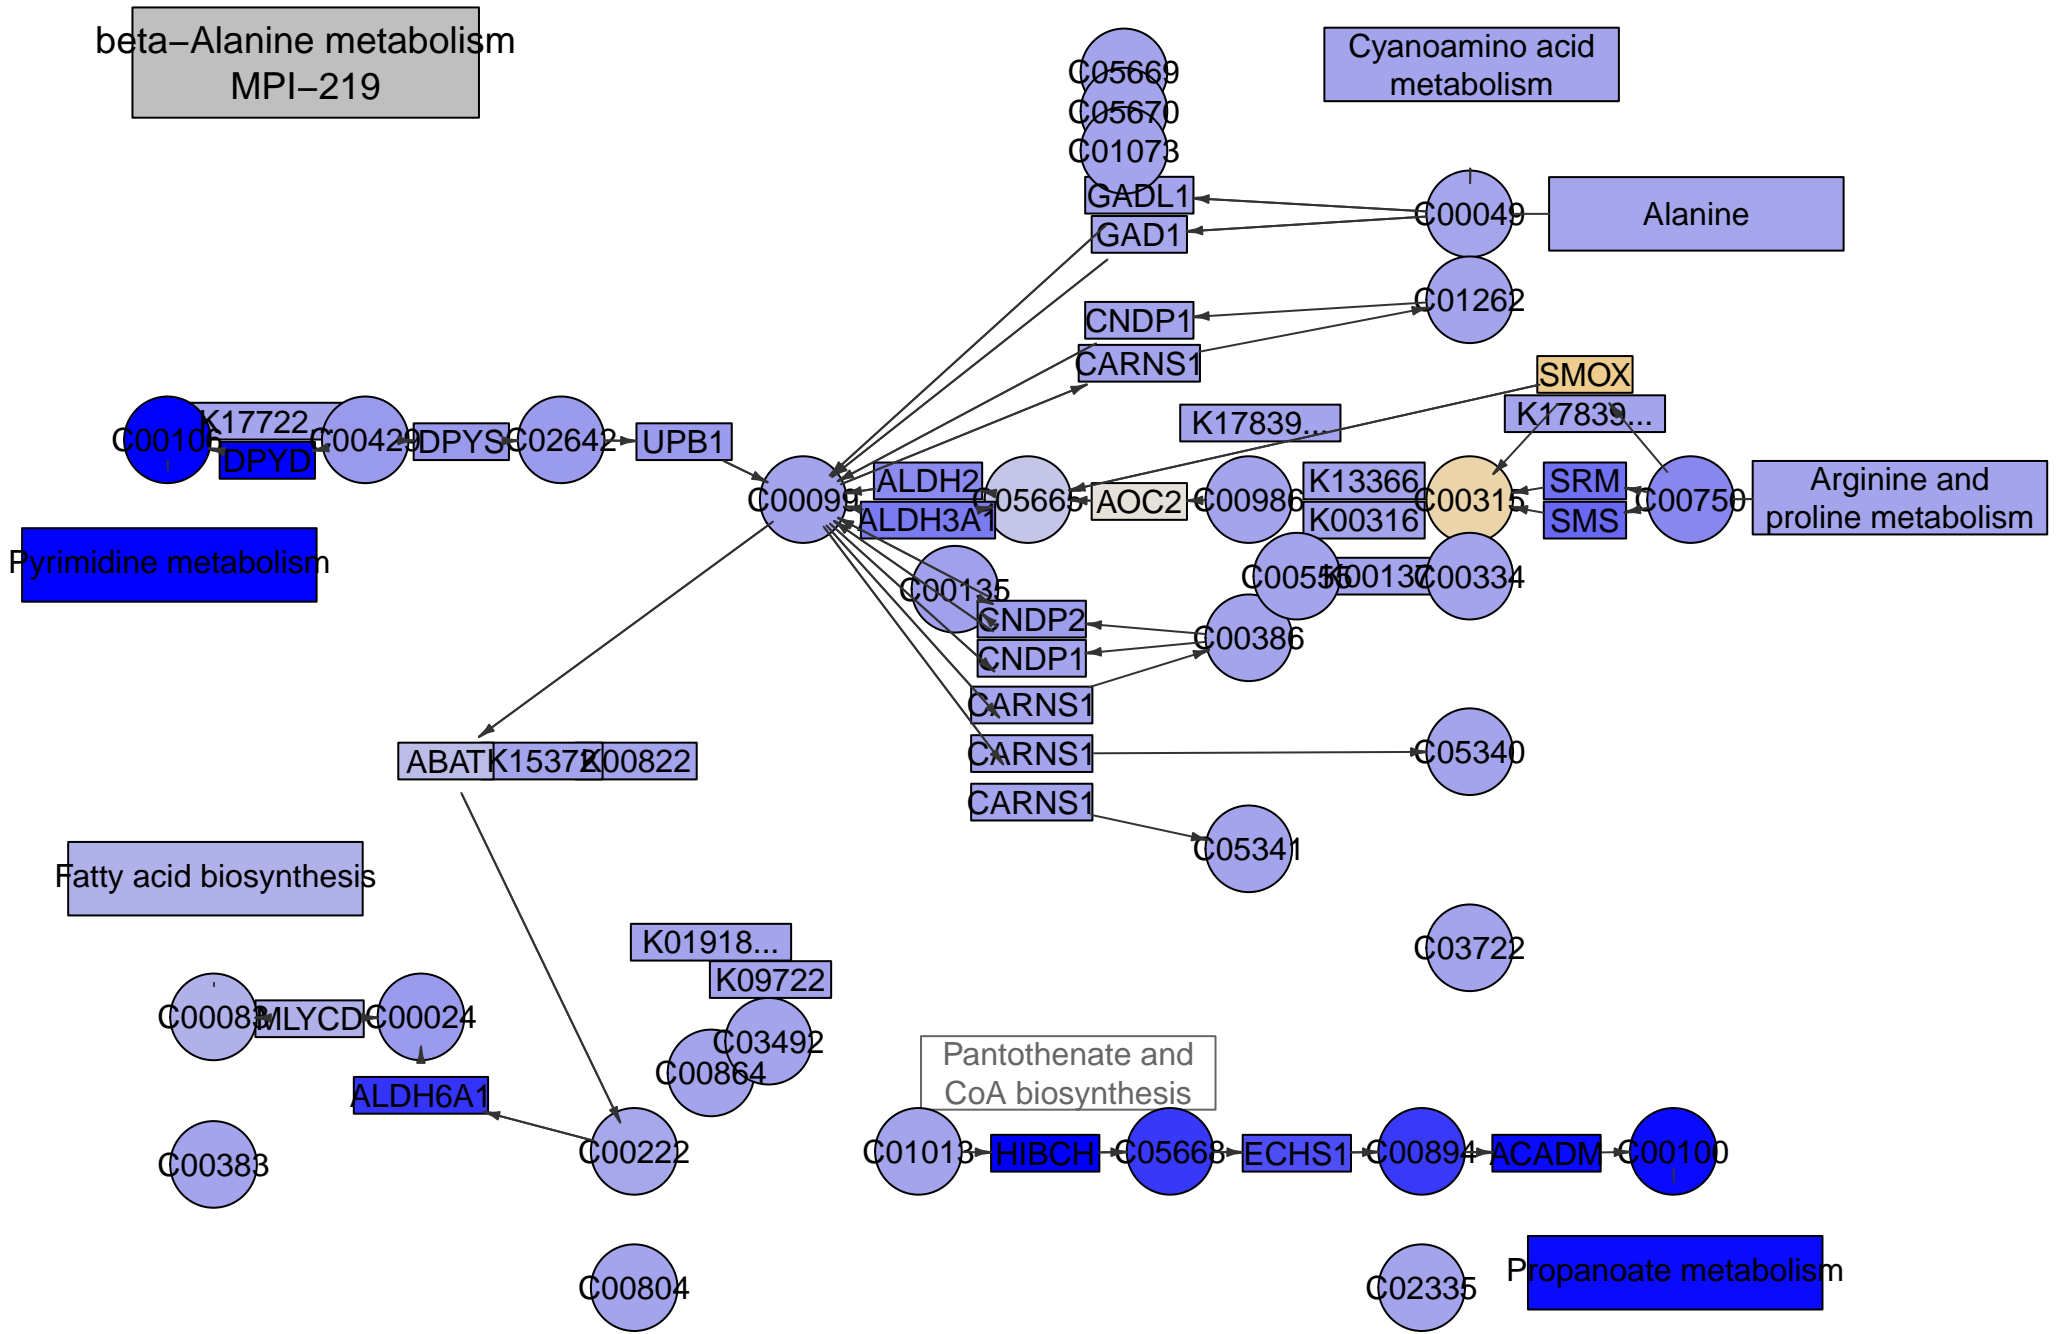 beta−Alanine metabolism
MPI−219
C05669
C05670
C01073
Cyanoamino acid
metabolism
GADL1
GAD1
C00049
Alanine
C01262
CNDP1
CARNS1
SMOX
K17839...
K17839...
C00106
K17722...
DPYD
C00429
DPYS
C02642
UPB1
Pyrimidine metabolism
C00099
ALDH2
ALDH3A1
C05665
AOC2
C00986
K13366
K00316
C00315
SRM
SMS
C00750
Arginine and
proline metabolism
C00135
C00555
K00137
C00334
CNDP2
CNDP1
C00386
CARNS1
CARNS1
CARNS1
C05340
C05341
ABAT
K15372
K00822
Fatty acid biosynthesis
K01918...
K09722
C03722
C00083
MLYCD
C00024
C03492
C00864
ALDH6A1
Pantothenate and
CoA biosynthesis
C00383
C00222
C01013
HIBCH
C05668
ECHS1
C00894
ACADM
C00100
C00804
C02335
Propanoate metabolism